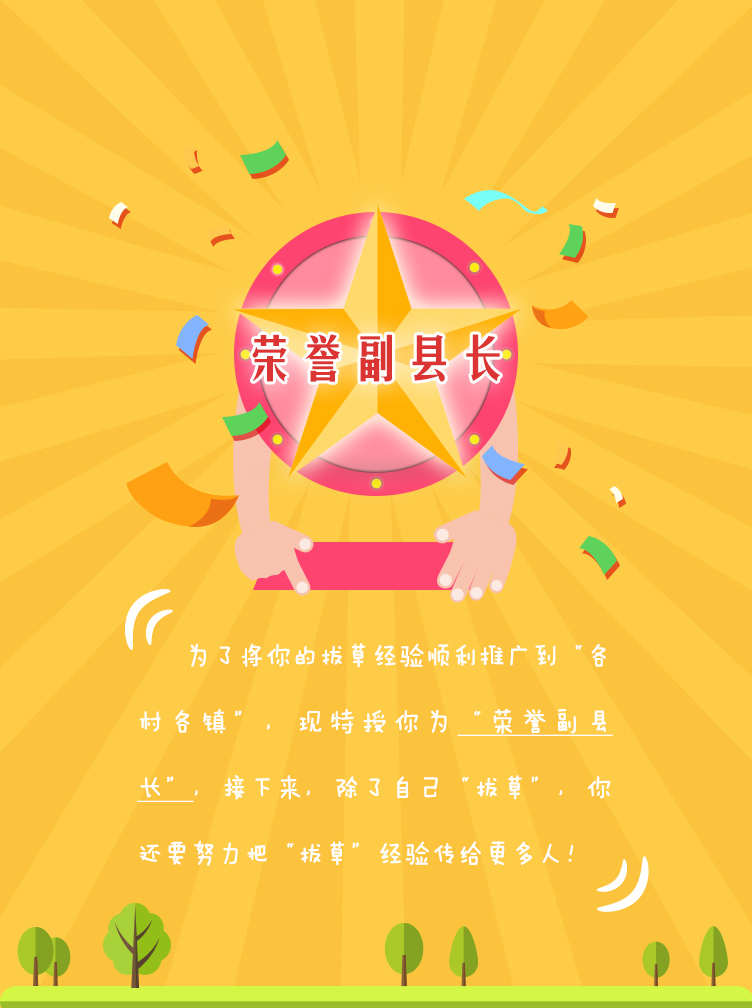 荣誉副县长
为了将你的拔草经验顺利推广到“各
村各镇”,现特授你为“荣誉副县
长”,接下来,除了自己“拔草”,你
还要努力把“拔草”经验传给更多人!